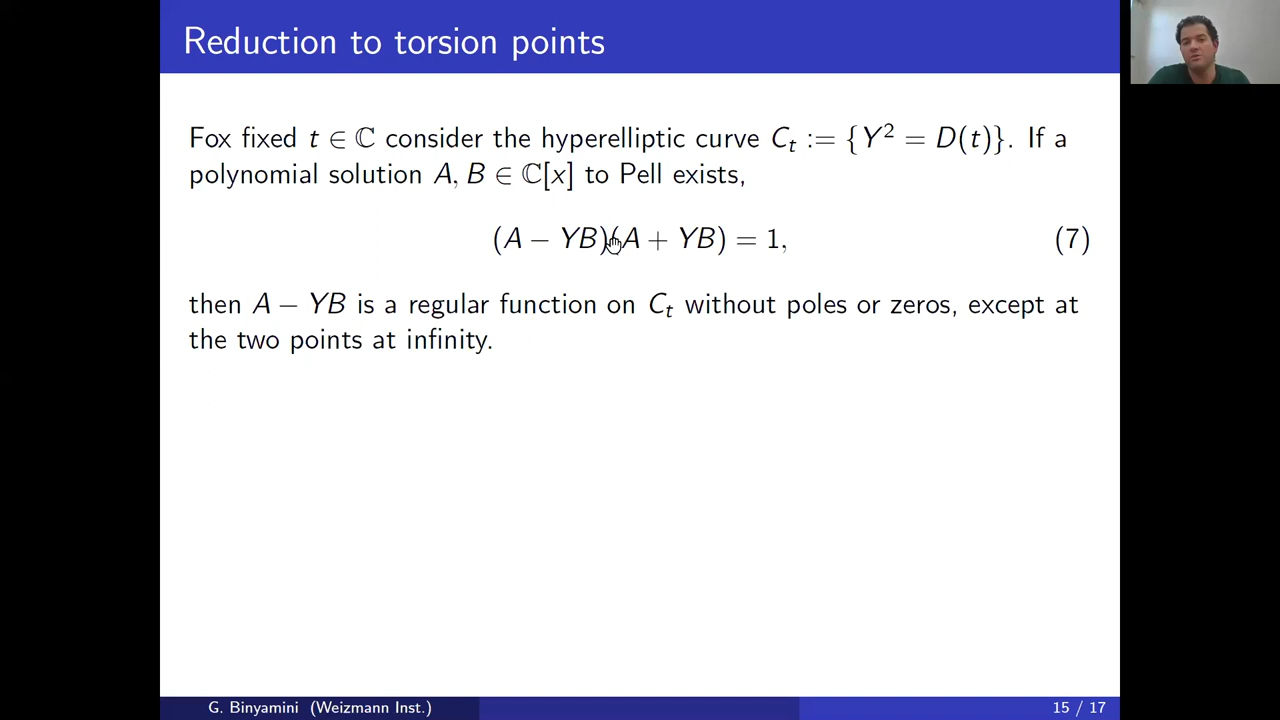 Reduction to torsion points
Fox fixed t ∈ ℂ consider the hyperelliptic curve C_t := {Y² = D(t)}. If a
polynomial solution A, B ∈ ℂ[x] to Pell exists,
(A − YB)(A + YB) = 1, (7)
then A − YB is a regular function on C_t without poles or zeros, except at
the two points at infinity.
G. Binyamini (Weizmann Inst.) 15 / 17